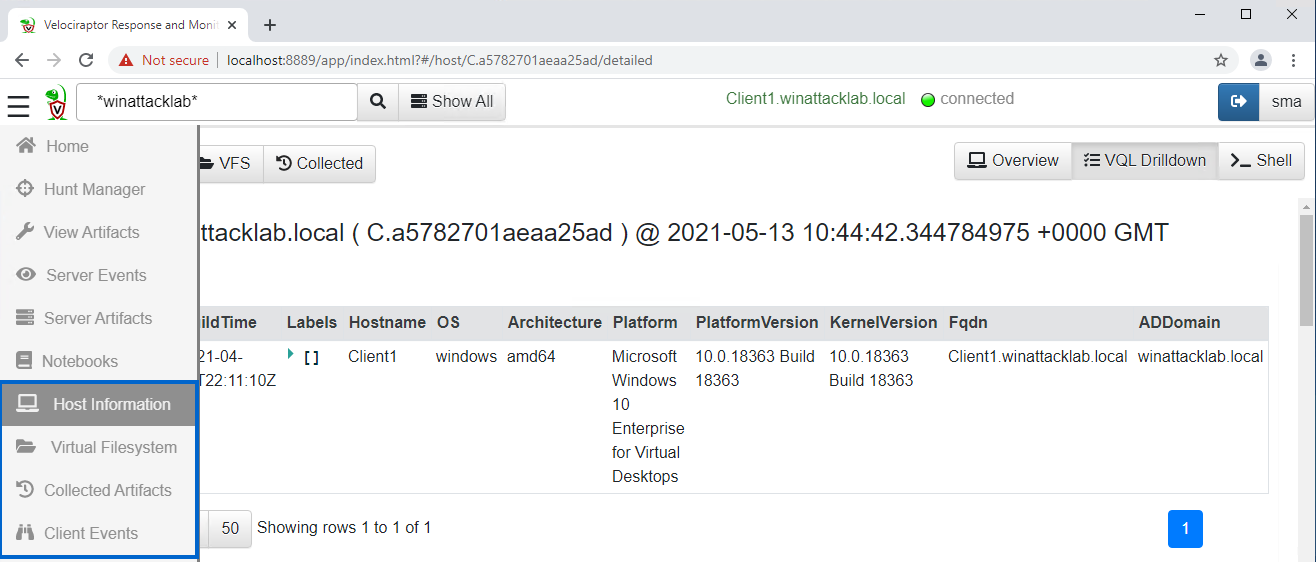 Velociraptor Response and Monit
Not secure localhost:8889/app/index.html?#/host/C.a5782701aeaa25ad/detailed
*winattacklab* Show All Client1.winattacklab.local connected sma
Home
Hunt Manager
View Artifacts
Server Events
Server Artifacts
Notebooks
Host Information
Virtual Filesystem
Collected Artifacts
Client Events
VFS Collected Overview VQL Drilldown Shell
ttacklab.local ( C.a5782701aeaa25ad ) @ 2021-05-13 10:44:42.344784975 +0000 GMT
ildTime Labels Hostname OS Architecture Platform PlatformVersion KernelVersion Fqdn ADDomain
21-04- [ ] Client1 windows amd64 Microsoft 10.0.18363 Build 10.0.18363 Client1.winattacklab.local winattacklab.local
T22:11:10Z Windows 18363 Build 18363
10
Enterprise
for Virtual
Desktops
50 Showing rows 1 to 1 of 1 1